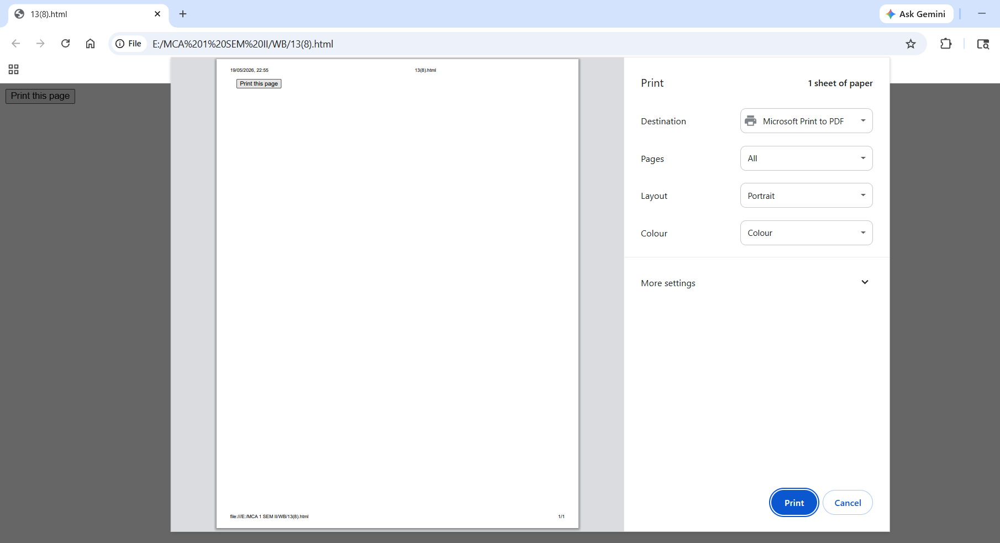 13(8).html
Ask Gemini
File
E:/MCA%201%20SEM%20II/WB/13(8).html
Print this page
19/05/2026, 22:55
13(8).html
Print this page
file:///E:/MCA 1 SEM II/WB/13(8).html
1/1
Print
1 sheet of paper
Destination
Microsoft Print to PDF
Pages
All
Layout
Portrait
Colour
Colour
More settings
Print
Cancel